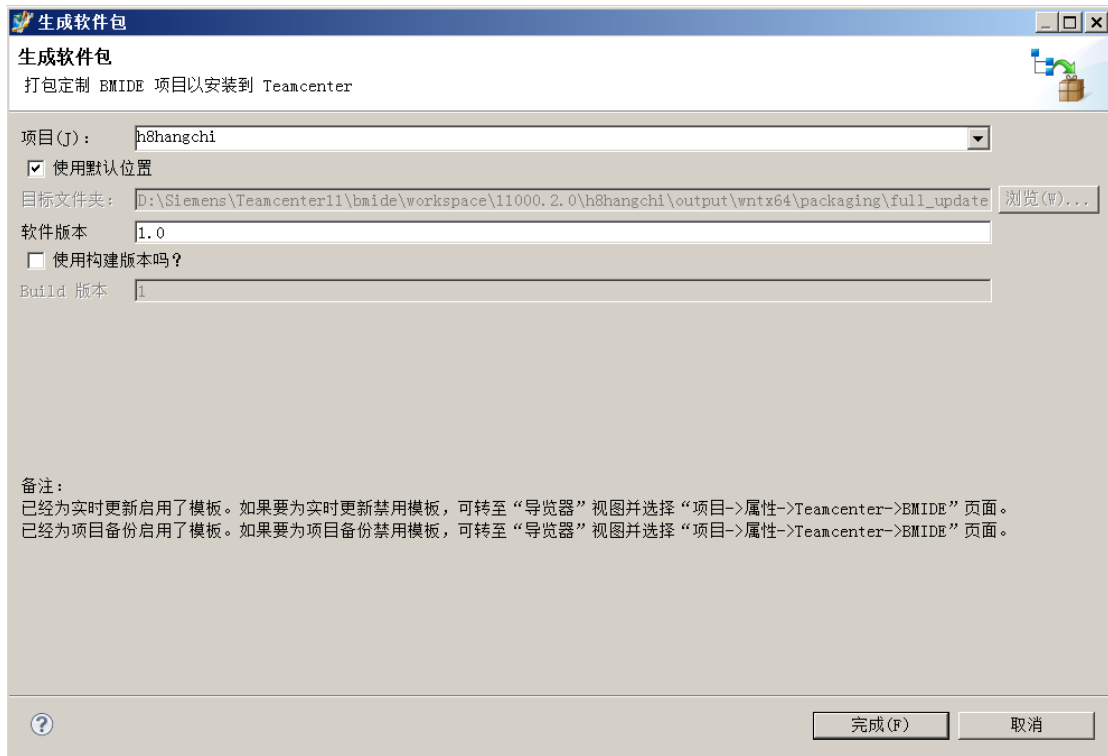 生成软件包
生成软件包
打包定制 BMIDE 项目以安装到 Teamcenter
项目(J)： h8hangchi
使用默认位置
目标文件夹： D:\Siemens\Teamcenter11\bmide\workspace\11000.2.0\h8hangchi\output\wntx64\packaging\full_update 浏览(W)...
软件版本 1.0
使用构建版本吗？
Build 版本 1
备注：
已经为实时更新启用了模板。如果要为实时更新禁用模板，可转至“导览器”视图并选择“项目->属性->Teamcenter->BMIDE”页面。
已经为项目备份启用了模板。如果要为项目备份禁用模板，可转至“导览器”视图并选择“项目->属性->Teamcenter->BMIDE”页面。
? 完成(F) 取消